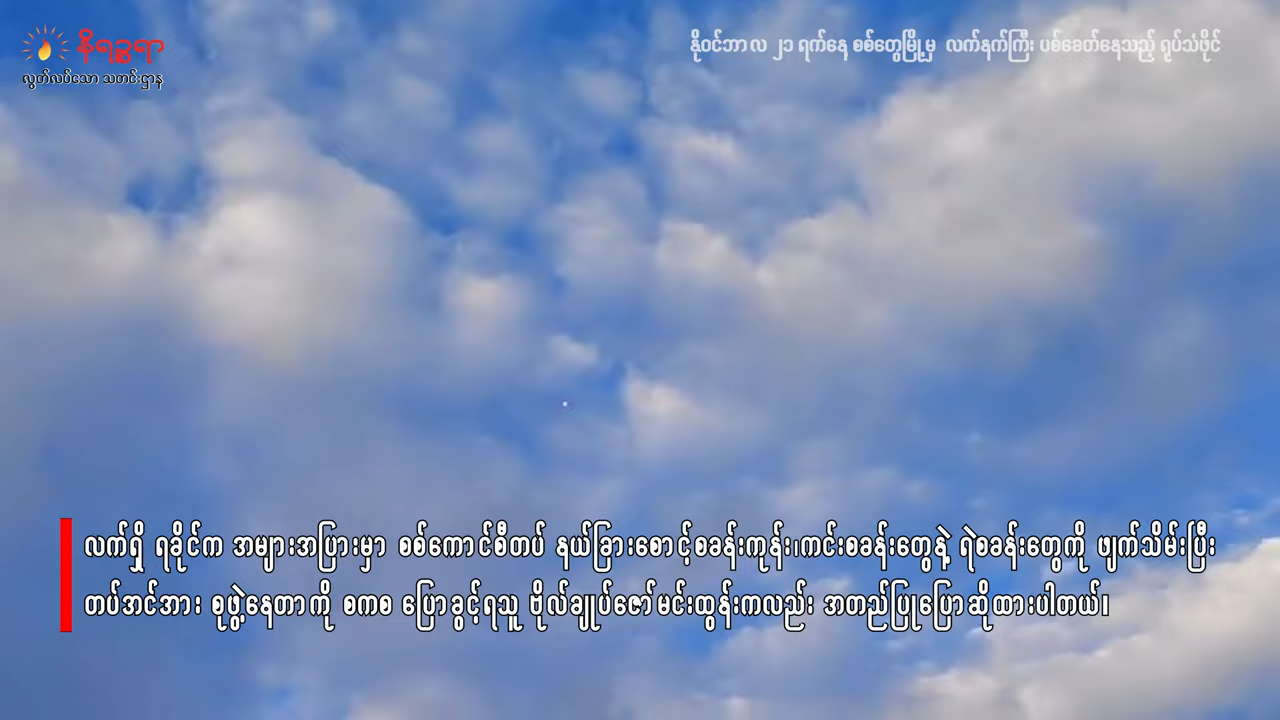 နိရဉ္စရာ
လွတ်လပ်သော သတင်းဌာန
နိုဝင်ဘာလ ၂၁ ရက်နေ့ စစ်တွေမြို့မှ လက်နက်ကြီး ပစ်ခတ်နေသည့် ရုပ်သံဖိုင်
လက်ရှိ ရခိုင်က အများအပြားမှာ စစ်ကောင်စီတပ် နယ်ခြားစောင့်စခန်းကုန်း၊ကင်းစခန်းတွေနဲ့ ရဲစခန်းတွေကို ဖျက်သိမ်းပြီး
တပ်အင်အား စုဖွဲ့နေတာကို စကစ ပြောခွင့်ရသူ ဗိုလ်ချုပ်ဇော်မင်းထွန်းကလည်း အတည်ပြုပြောဆိုထားပါတယ်၊